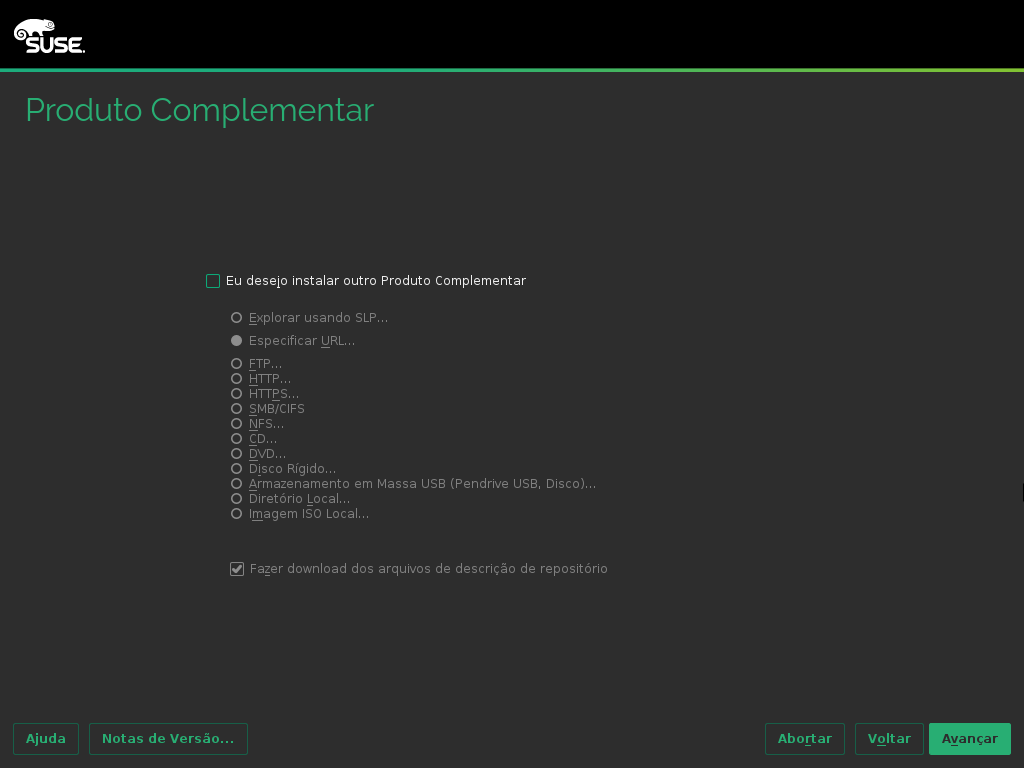 SUSE.
Produto Complementar
Eu desejo instalar outro Produto Complementar
Explorar usando SLP...
Especificar URL...
FTP...
HTTP...
HTTPS...
SMB/CIFS
NFS...
CD...
DVD...
Disco Rígido...
Armazenamento em Massa USB (Pendrive USB, Disco)...
Diretório Local...
Imagem ISO Local...
Fazer download dos arquivos de descrição de repositório
Ajuda Notas de Versão... Abortar Voltar Avançar